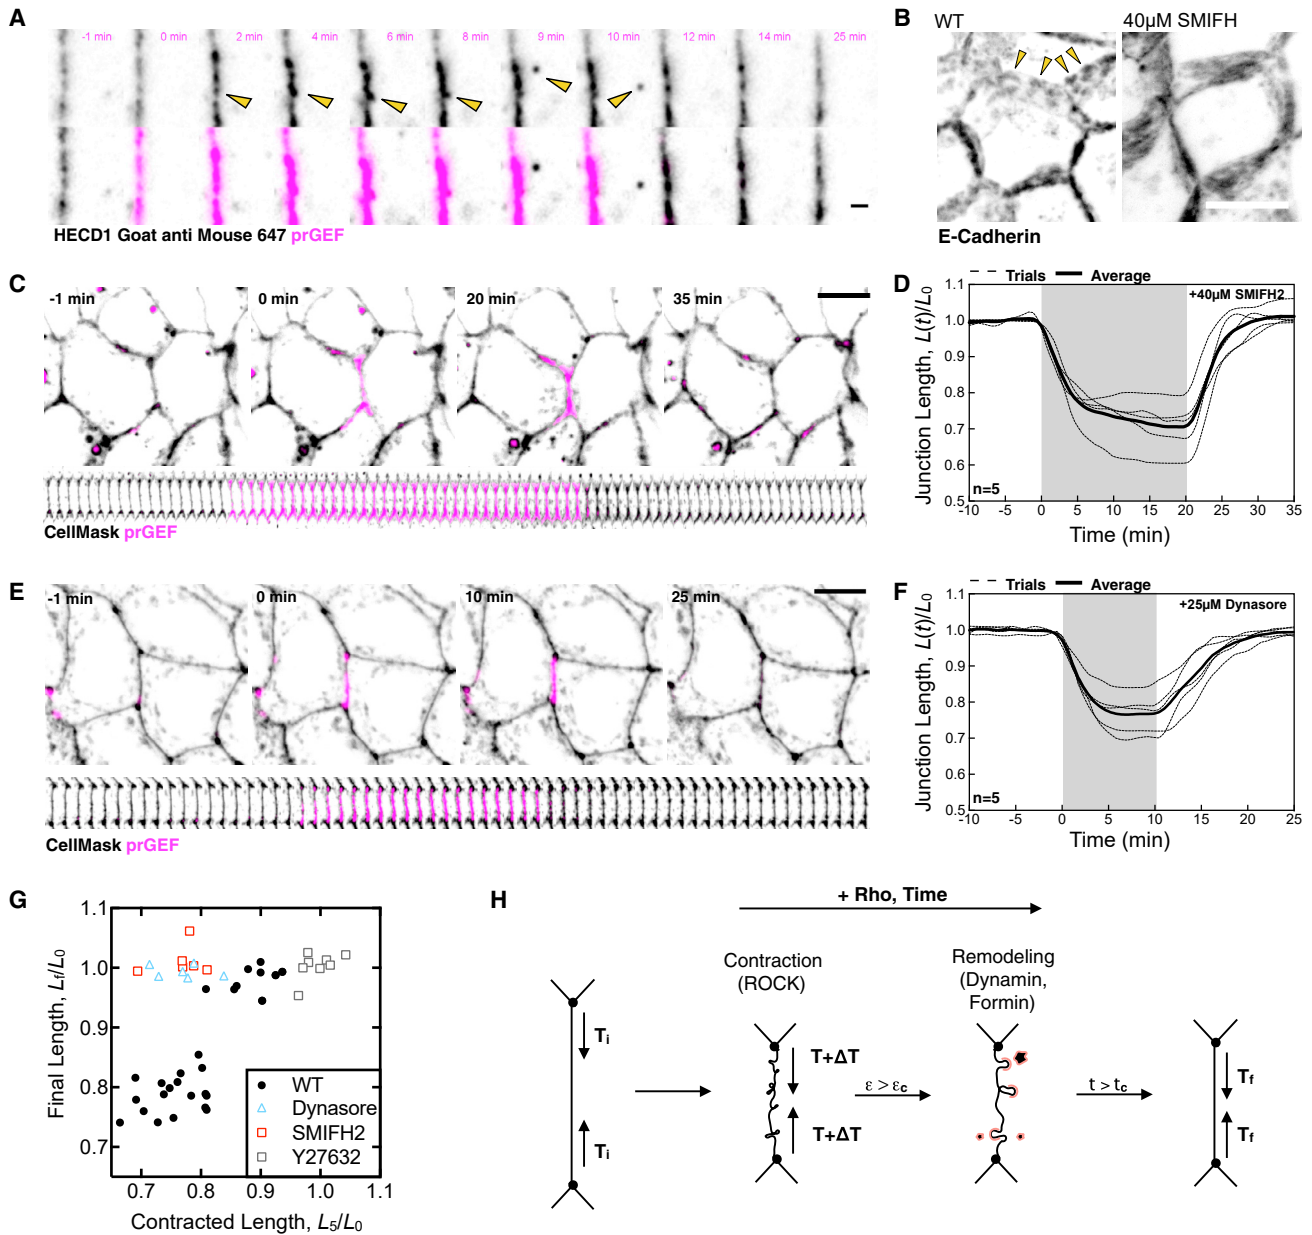 A
-1 min 0 min 2 min 4 min 6 min 8 min 9 min 10 min 12 min 14 min 25 min
HECD1 Goat anti Mouse 647 prGEF
B
WT 40µM SMIFH
E-Cadherin
C
-1 min 0 min 20 min 35 min
CellMask prGEF
D
Trials Average
+40µM SMIFH2
Junction Length, L(t)/L0
1.1
1.0
0.9
0.8
0.7
0.6
0.5
n=5
-10 -5 0 5 10 15 20 25 30 35
Time (min)
E
-1 min 0 min 10 min 25 min
CellMask prGEF
F
Trials Average
+25µM Dynasore
Junction Length, L(t)/L0
1.1
1.0
0.9
0.8
0.7
0.6
0.5
n=5
-10 -5 0 5 10 15 20 25
Time (min)
G
Final Length, Lf/L0
1.1
1.0
0.9
0.8
0.7
WT
Dynasore
SMIFH2
Y27632
0.7 0.8 0.9 1.0 1.1
Contracted Length, L5/L0
H
+ Rho, Time
Contraction
(ROCK)
Remodeling
(Dynamin,
Formin)
Ti
Ti
T+ΔT
T+ΔT
ε > εc
t > tc
Tf
Tf